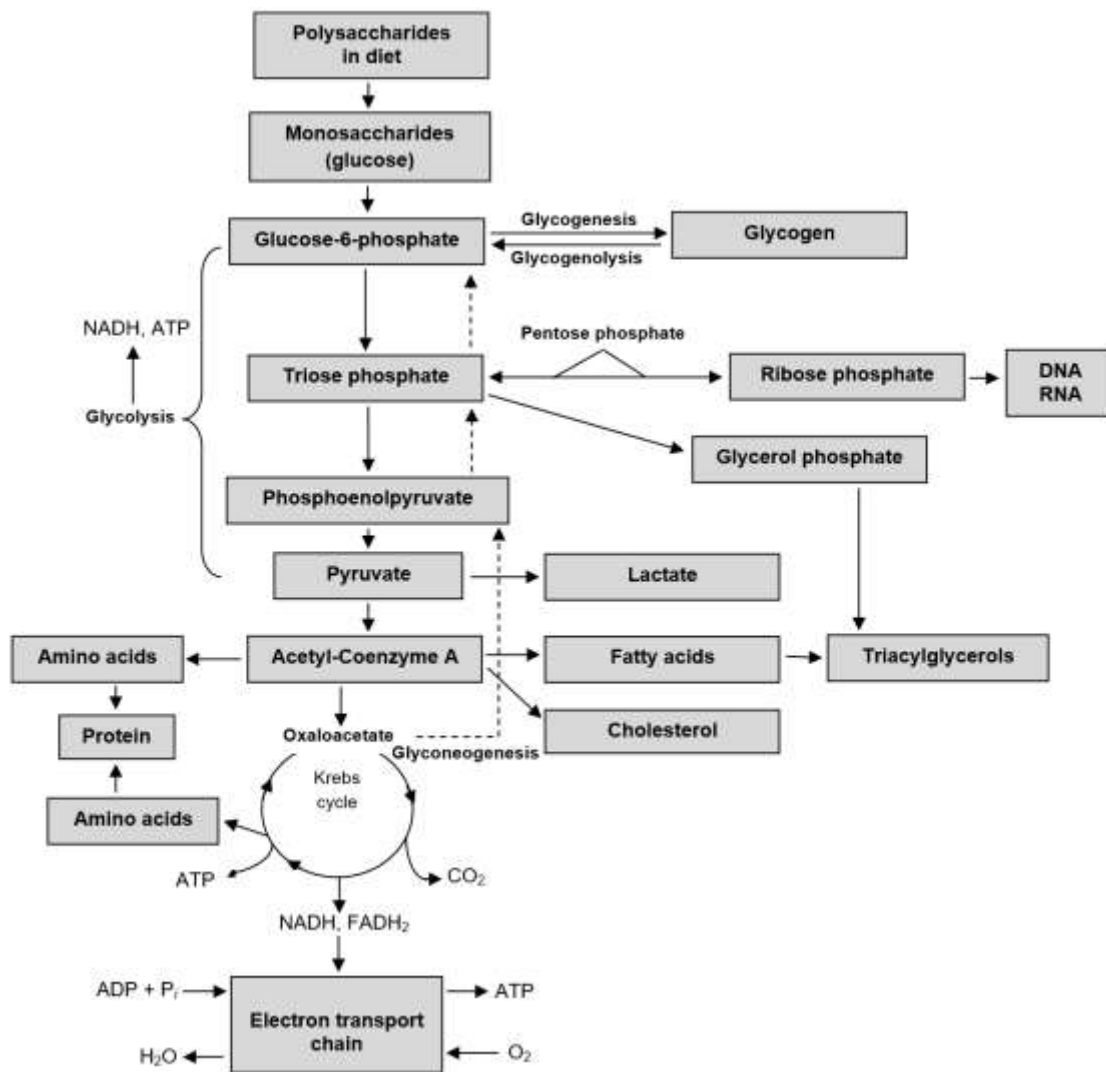 Polysaccharides
in diet
Monosaccharides
(glucose)
Glucose-6-phosphate
Glycogenesis
Glycogenolysis
Glycogen
NADH, ATP
Glycolysis
Triose phosphate
Pentose phosphate
Ribose phosphate
DNA
RNA
Glycerol phosphate
Phosphoenolpyruvate
Pyruvate
Lactate
Amino acids
Acetyl-Coenzyme A
Fatty acids
Triacylglycerols
Protein
Oxaloacetate
Glyconeogenesis
Cholesterol
Krebs
cycle
Amino acids
ATP
CO₂
NADH, FADH₂
ADP + Pᵢ
ATP
Electron transport
chain
H₂O
O₂